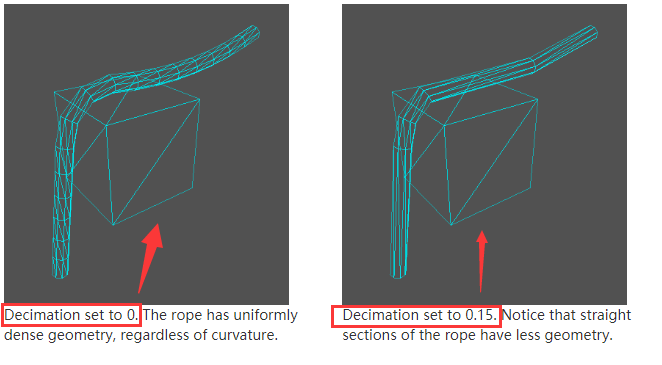 Decimation set to 0. The rope has uniformly
dense geometry, regardless of curvature.
Decimation set to 0.15. Notice that straight
sections of the rope have less geometry.